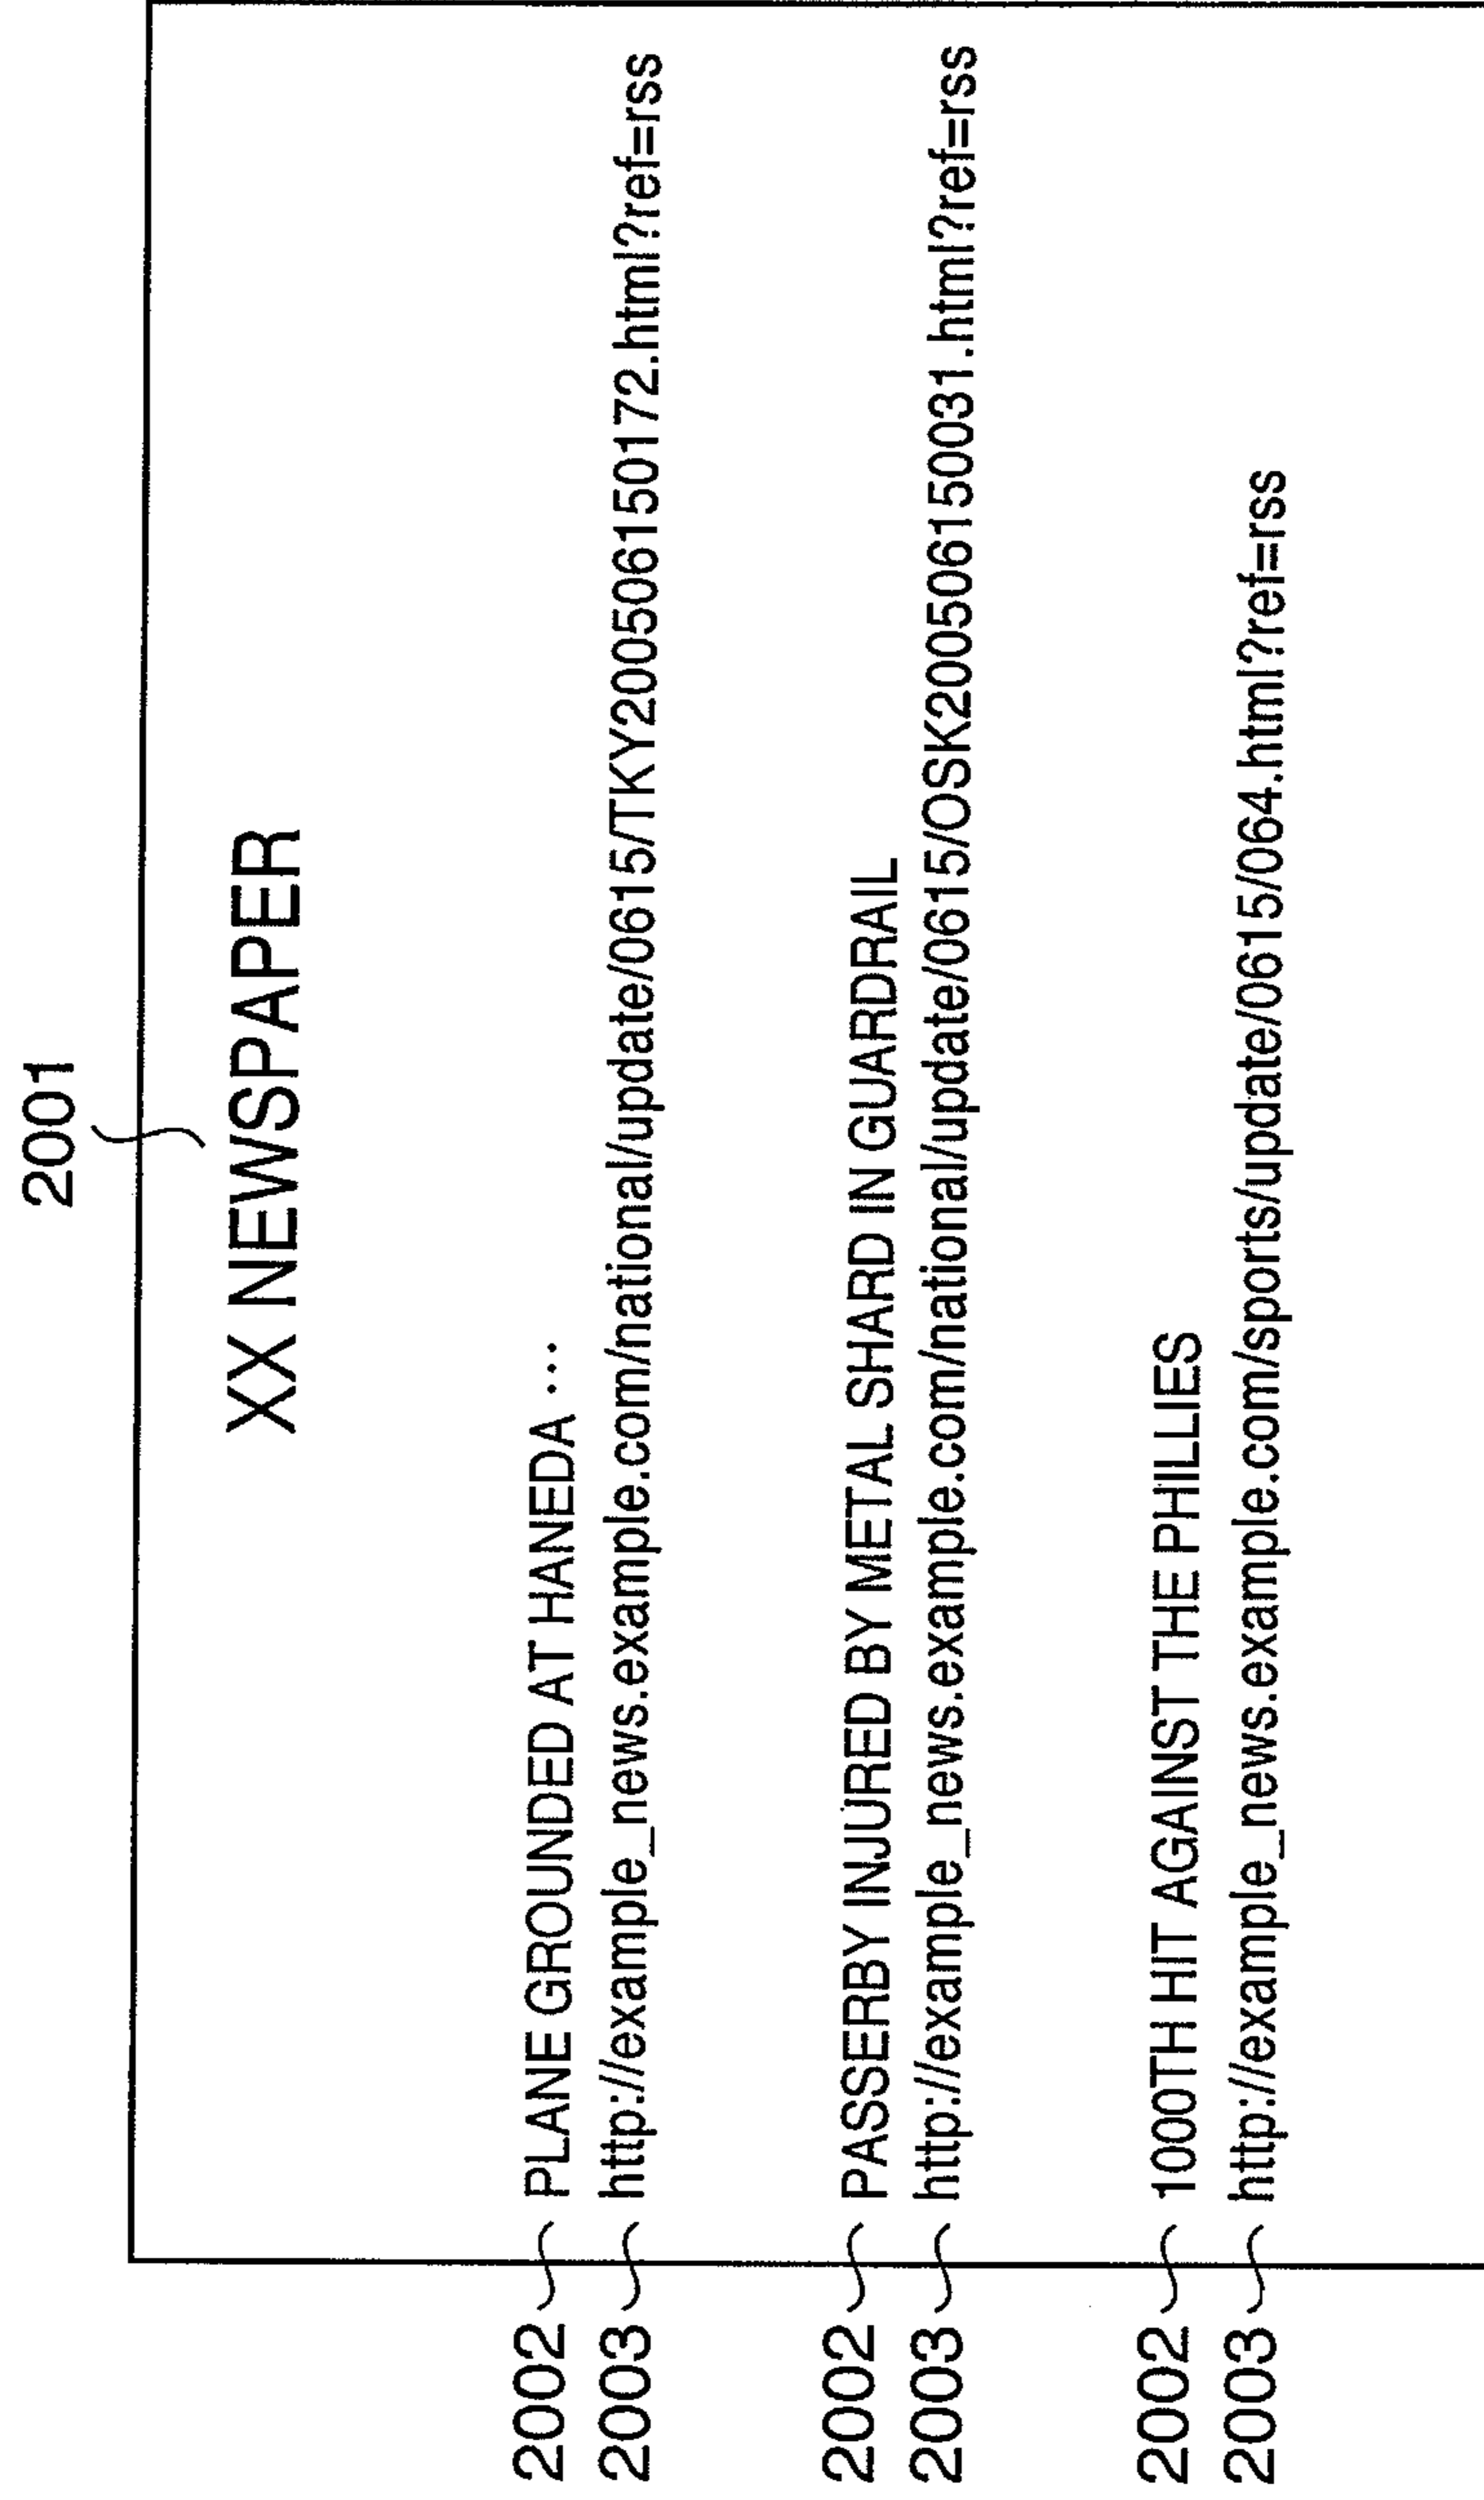 2001
XX NEWSPAPER
2002 PLANE GROUNDED AT HANEDA ...
2003 http://example_news.example.com/national/update/0615/TKY200506150172.html?ref=rss
2002 PASSERBY INJURED BY METAL SHARD IN GUARDRAIL
2003 http://example_news.example.com/national/update/0615/OSK200506150031.html?ref=rss
2002 1000TH HIT AGAINST THE PHILLIES
2003 http://example_news.example.com/sports/update/0615/064.html?ref=rss